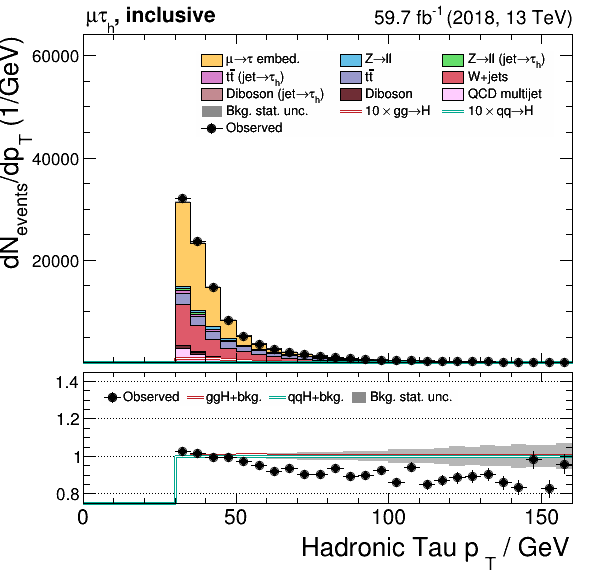 μτh, inclusive 59.7 fb-1 (2018, 13 TeV)
dNevents/dpT (1/GeV)
60000
40000
20000
μ→τ embed. Z→ll Z→ll (jet→τh)
tt̄ (jet→τh) tt̄ W+jets
Diboson (jet→τh) Diboson QCD multijet
Bkg. stat. unc. 10 × gg→H 10 × qq→H
Observed
1.4
1.2
1
0.8
Observed ggH+bkg. qqH+bkg. Bkg. stat. unc.
0 50 100 150
Hadronic Tau pT / GeV